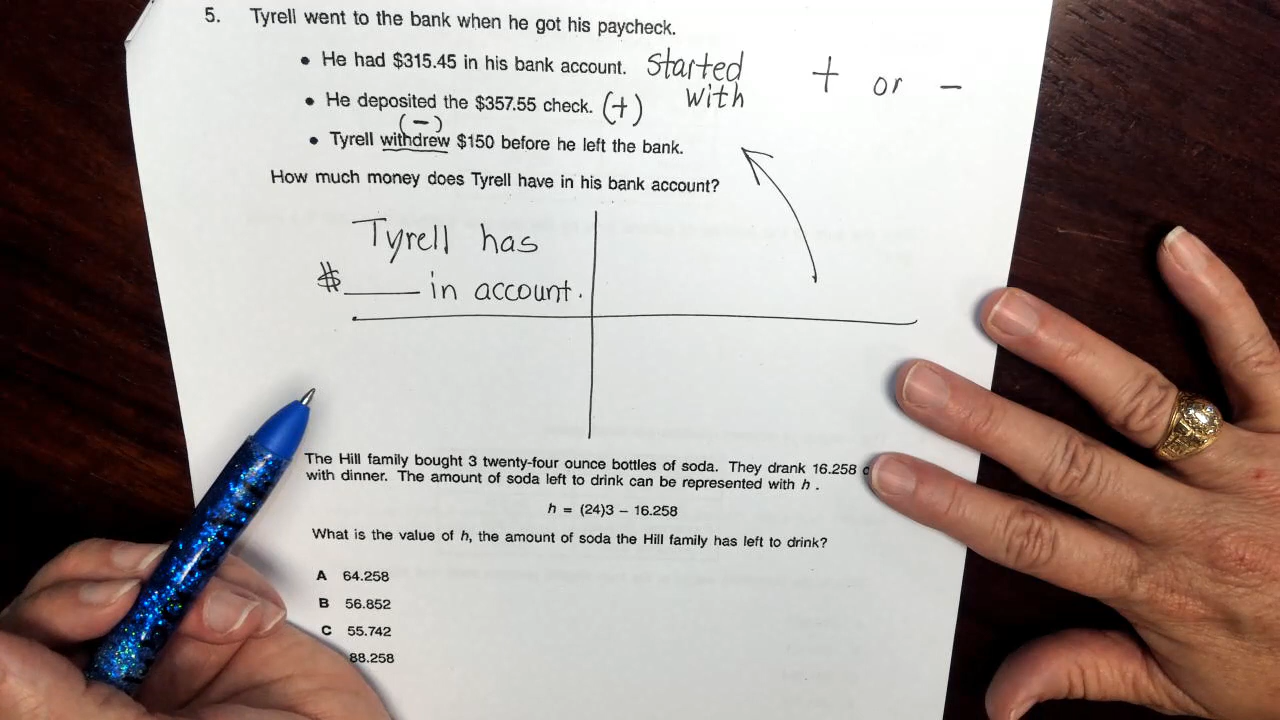 5. Tyrell went to the bank when he got his paycheck.
• He had $315.45 in his bank account. started with
+ or -
• He deposited the $357.55 check. (+)
(-)
• Tyrell withdrew $150 before he left the bank.
How much money does Tyrell have in his bank account?
Tyrell has
$____ in account.
The Hill family bought 3 twenty-four ounce bottles of soda. They drank 16.258
with dinner. The amount of soda left to drink can be represented with h .
h = (24)3 – 16.258
What is the value of h, the amount of soda the Hill family has left to drink?
A 64.258
B 56.852
C 55.742
88.258